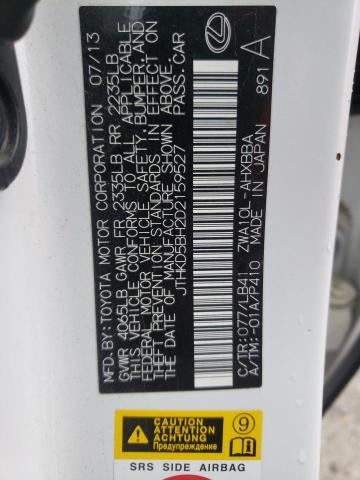 MFD. BY TOYOTA MOTOR CORPORATION 07/13
GVWR 4065LB GAWR FR 2335LB RR 2235LB
THIS VEHICLE CONFORMS TO ALL APPLICABLE
FEDERAL MOTOR VEHICLE SAFETY, BUMPER, AND
THEFT PREVENTION STANDARDS IN EFFECT ON
THE DATE OF MANUFACTURE SHOWN ABOVE.
JTHKD5BH2D2159527 PASS.CAR
C/TR:077/LB41 ZWA10L-AHXBBA
A/TM:-01A/P410 MADE IN JAPAN
891 A
CAUTION
ATTENTION
Предупреждение
9
SRS SIDE AIRBAG